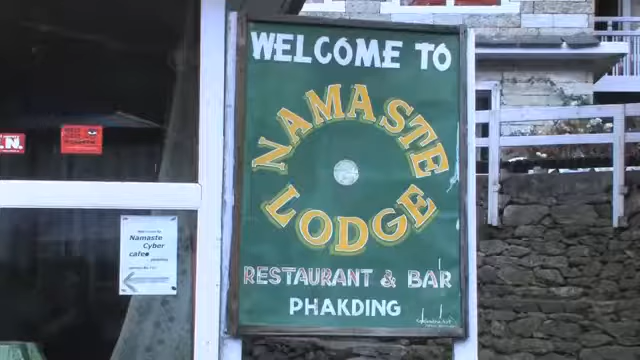 WELCOME TO
NAMASTE
LODGE
RESTAURANT & BAR
PHAKDING
Namaste
Cyber
cafe
.N.